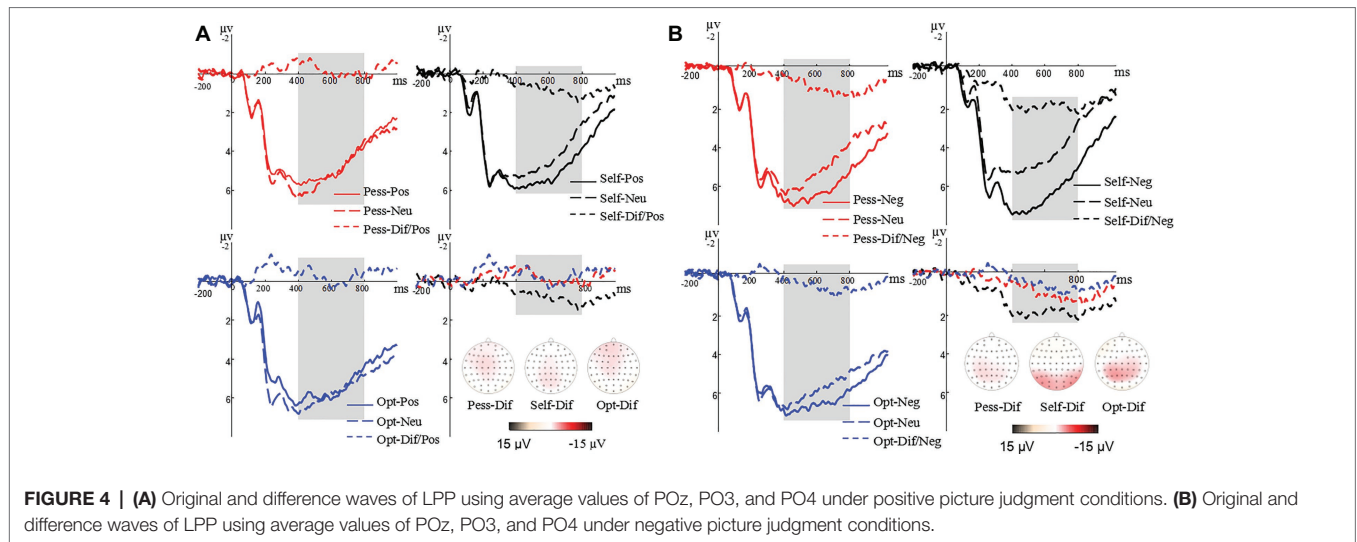 A
μv
-2
-200
200
400
800
ms
2
4
6
Pess-Pos
Pess-Neu
Pess-Dif/Pos
μv
-2
-200
0
200
400
800
ms
2
4
6
Self-Pos
Self-Neu
Self-Dif/Pos
B
μv
-2
-200
200
400
600
800
ms
2
4
6
Pess-Neg
Pess-Neu
Pess-Dif/Neg
μv
-2
-200
200
400
800
ms
2
4
6
Self-Neg
Self-Neu
Self-Dif/Neg
μv
-2
-200
0
200
400
800
ms
2
4
6
Opt-Pos
Opt-Neu
Opt-Dif/Pos
μv
-2
-200
0
200
400
800
ms
2
4
Pess-Dif
Self-Dif
Opt-Dif
15 μV
-15 μV
μv
-2
-200
200
400
800
ms
2
4
6
Opt-Neg
Opt-Neu
Opt-Dif/Neg
μv
-2
-200
800
ms
2
4
Pess-Dif
Self-Dif
Opt-Dif
15 μV
-15 μV
FIGURE 4 | (A) Original and difference waves of LPP using average values of POz, PO3, and PO4 under positive picture judgment conditions. (B) Original and
difference waves of LPP using average values of POz, PO3, and PO4 under negative picture judgment conditions.